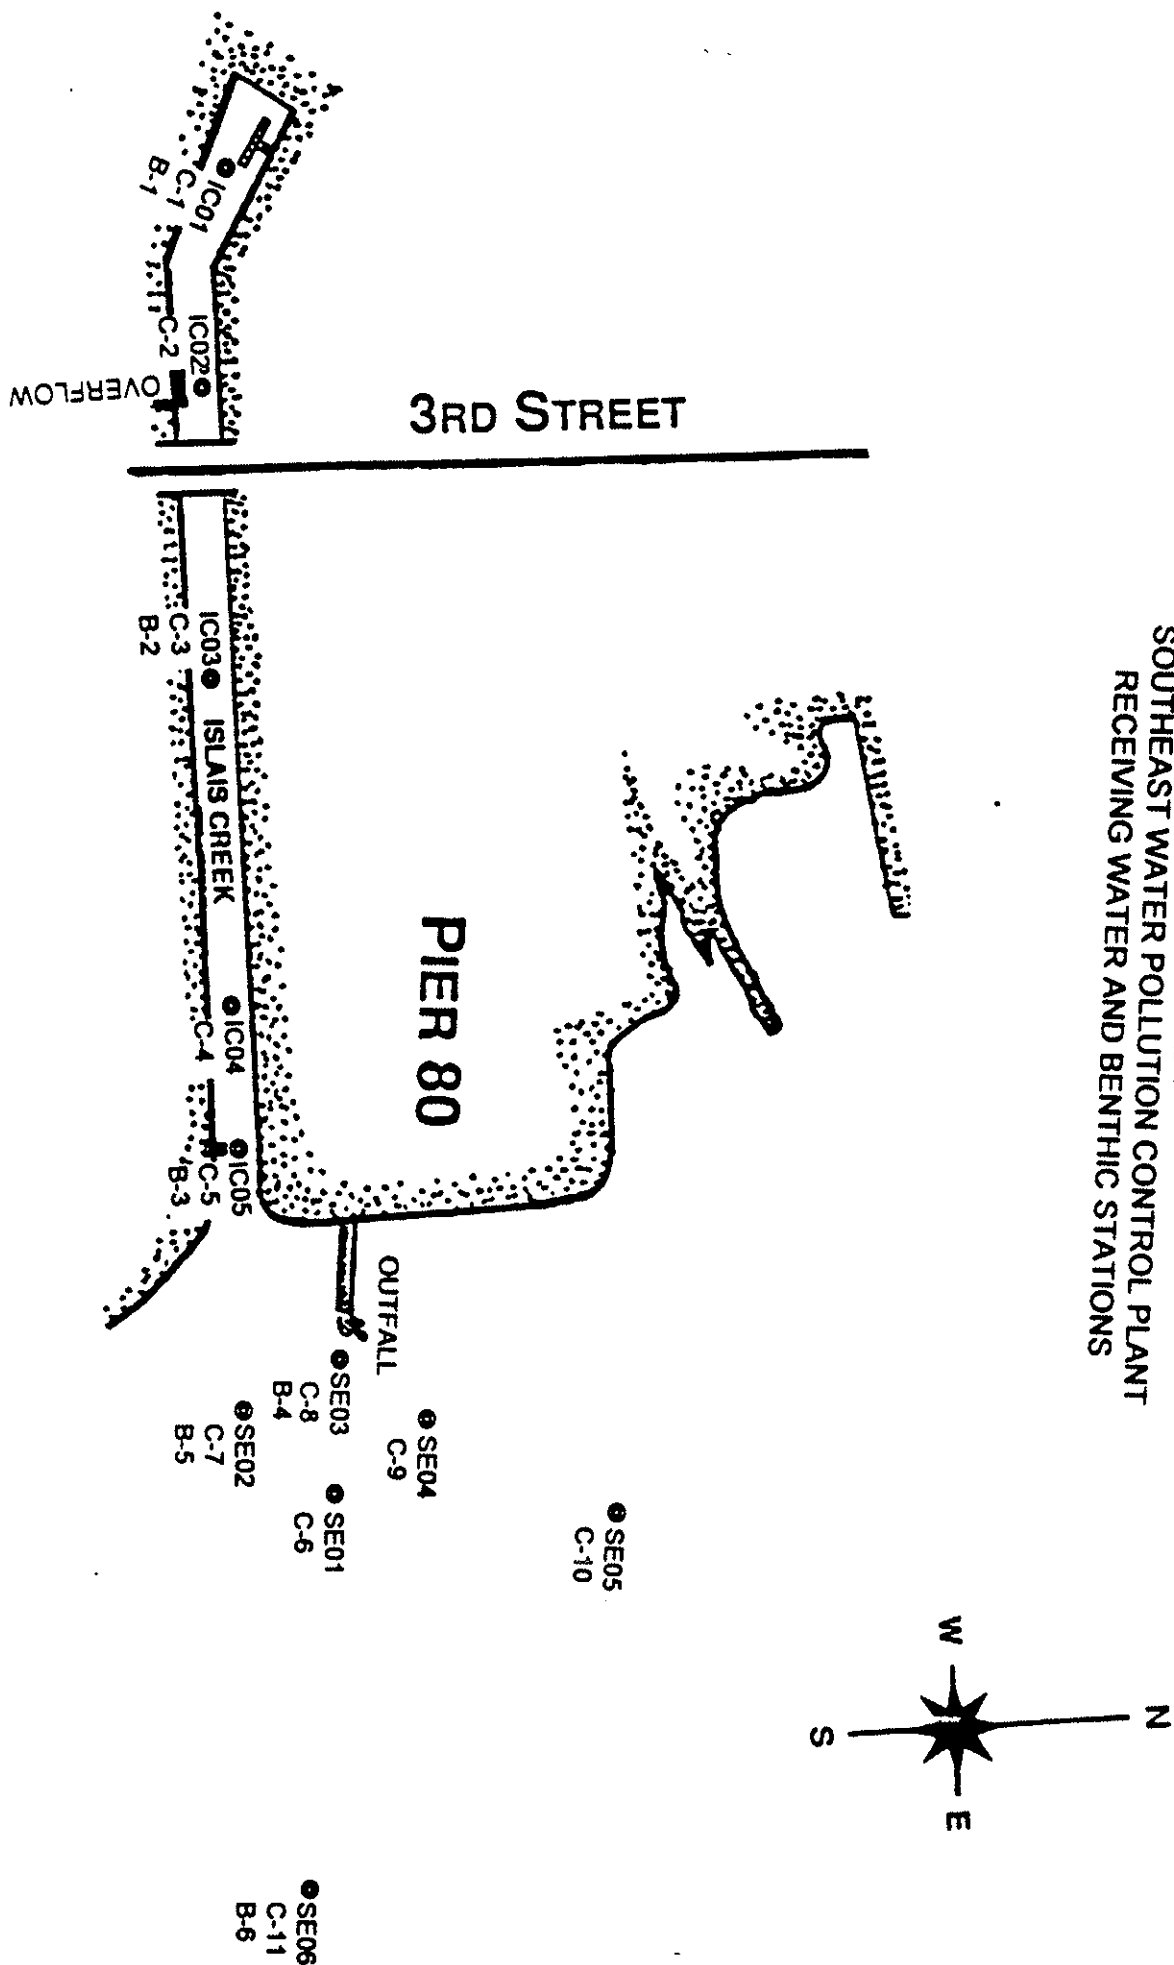 SOUTHEAST WATER POLLUTION CONTROL PLANT
RECEIVING WATER AND BENTHIC STATIONS
N
W
E
S
3RD STREET
PIER 80
OUTFALL
SE05
C-10
SE04
C-9
SE03
C-8
B-4
SE01
C-6
SE02
C-7
B-5
SE06
C-11
B-6
IC01
C-1
B-1
IC02
C-2
OVERFLOW
IC03
C-3
B-2
ISLAIS CREEK
IC04
C-4
IC05
C-5
B-3